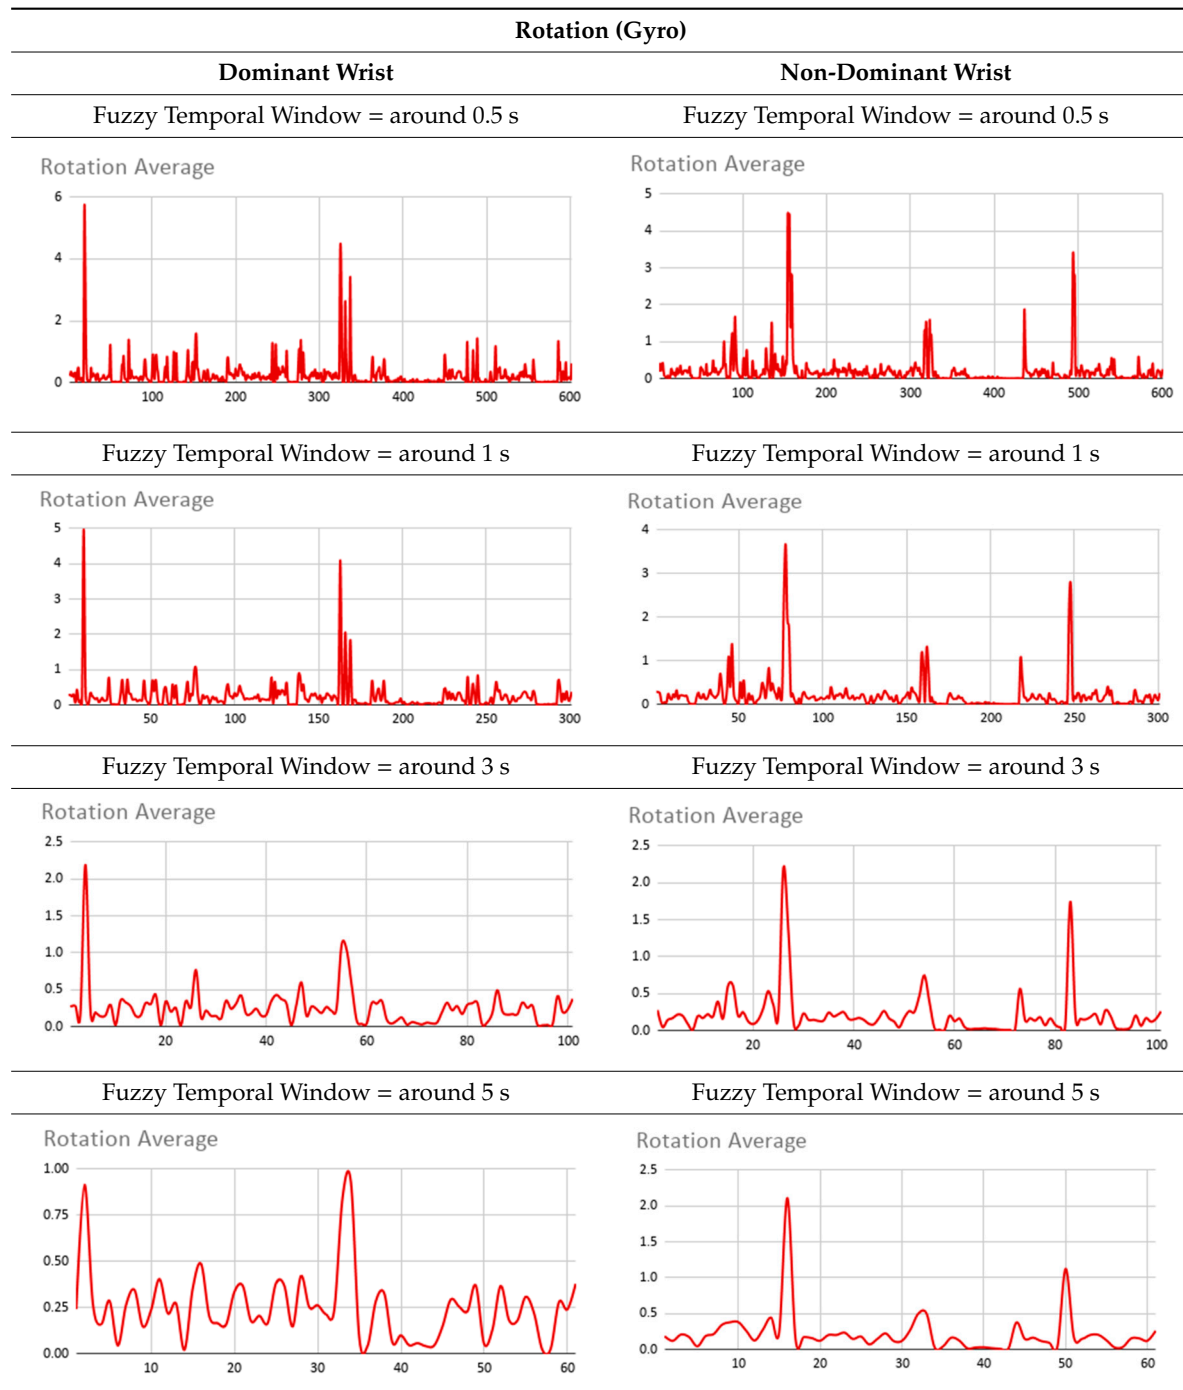 Rotation (Gyro)
Dominant Wrist Non-Dominant Wrist
Fuzzy Temporal Window = around 0.5 s Fuzzy Temporal Window = around 0.5 s
Rotation Average
6
4
2
0
100 200 300 400 500 600
Rotation Average
5
4
3
2
1
0
100 200 300 400 500 600
Fuzzy Temporal Window = around 1 s Fuzzy Temporal Window = around 1 s
Rotation Average
5
4
3
2
1
0
50 100 150 200 250 300
Rotation Average
4
3
2
1
0
50 100 150 200 250 300
Fuzzy Temporal Window = around 3 s Fuzzy Temporal Window = around 3 s
Rotation Average
2.5
2.0
1.5
1.0
0.5
0.0
20 40 60 80 100
Rotation Average
2.5
2.0
1.5
1.0
0.5
0.0
20 40 60 80 100
Fuzzy Temporal Window = around 5 s Fuzzy Temporal Window = around 5 s
Rotation Average
1.00
0.75
0.50
0.25
0.00
10 20 30 40 50 60
Rotation Average
2.5
2.0
1.5
1.0
0.5
0.0
10 20 30 40 50 60